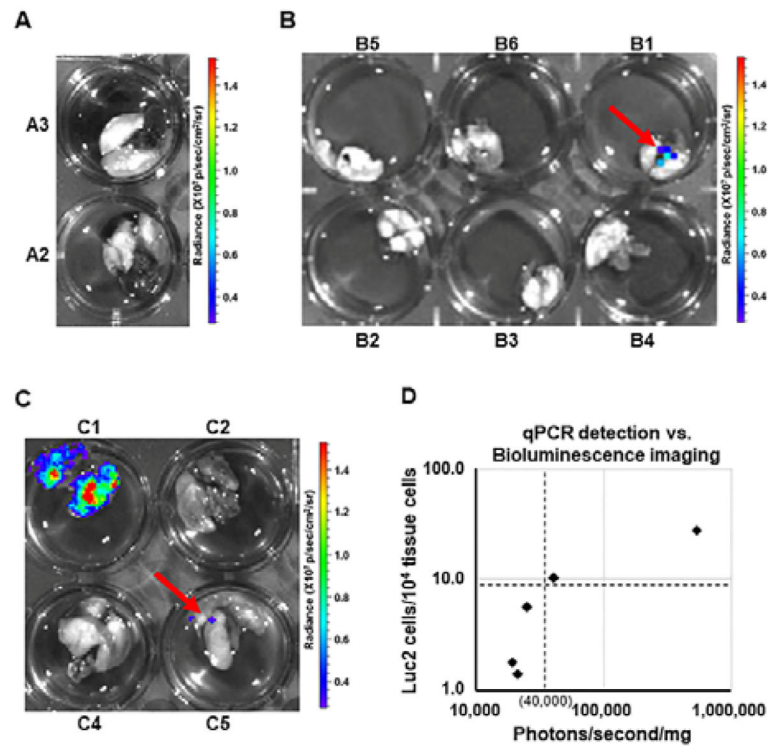 A
B
A3
A2
1.4
1.2
1.0
0.8
0.6
0.4
Radiance (X10⁷ p/sec/cm²/sr)
B5 B6 B1
B2 B3 B4
1.4
1.2
1.0
0.8
0.6
0.4
Radiance (X10⁷ p/sec/cm²/sr)
C
C1 C2
C4 C5
1.4
1.2
1.0
0.8
0.6
0.4
Radiance (X10⁷ p/sec/cm²/sr)
D
qPCR detection vs.
Bioluminescence imaging
Luc2 cells/10⁴ tissue cells
100.0
10.0
1.0
(40,000)
10,000 100,000 1,000,000
Photons/second/mg